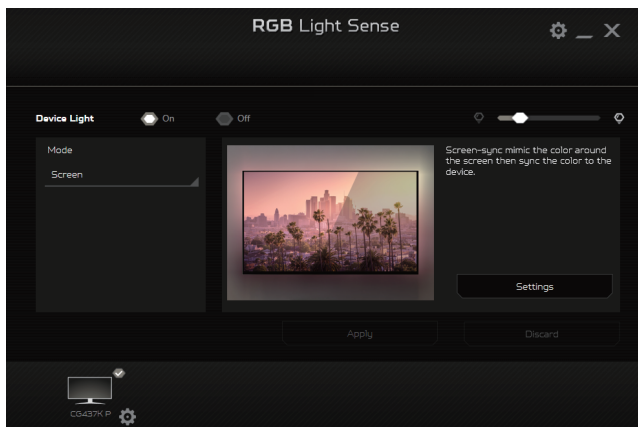 RGB Light Sense
Device Light
On
Off
Mode
Screen
Screen-sync mimic the color around
the screen then sync the color to the
device.
Settings
Apply
Discard
CG437K P